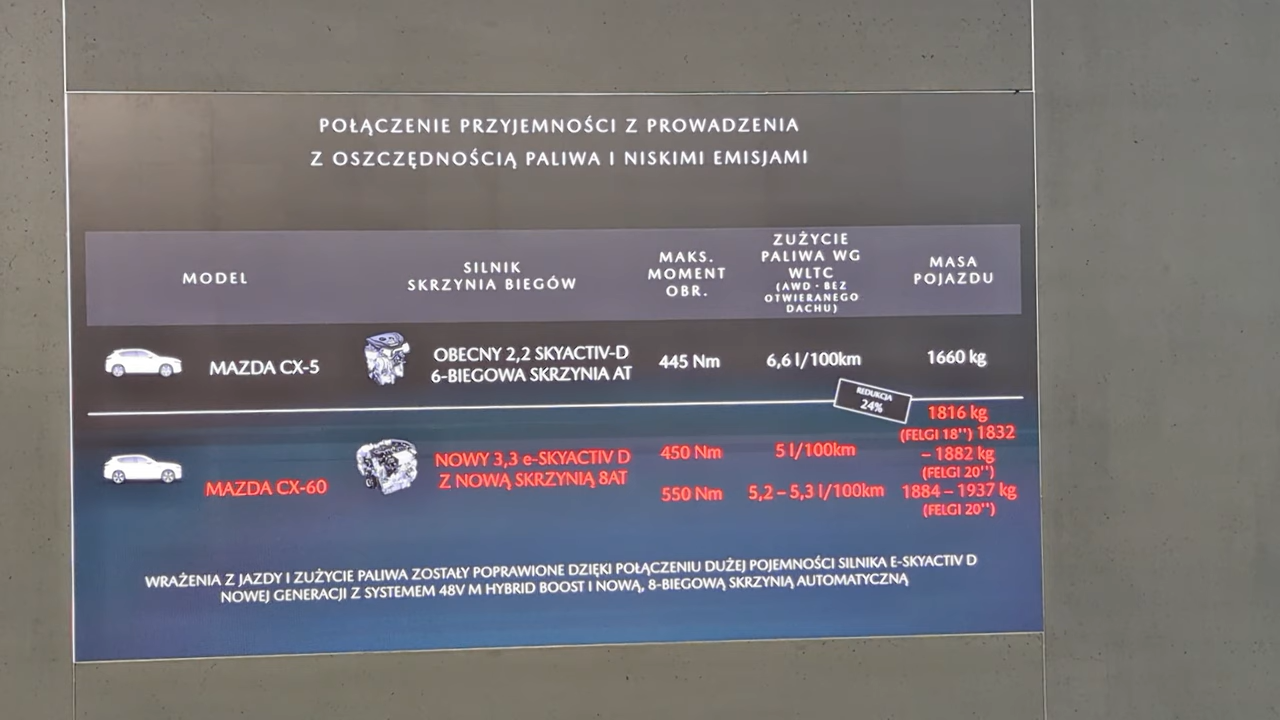 POŁĄCZENIE PRZYJEMNOŚCI Z PROWADZENIA
Z OSZCZĘDNOŚCIĄ PALIWA I NISKIMI EMISJAMI
MODEL
SILNIK
SKRZYNIA BIEGÓW
MAKS.
MOMENT
OBR.
ZUŻYCIE
PALIWA WG
WLTC
(AWD - BEZ
OTWIERANEGO
DACHU)
MASA
POJAZDU
MAZDA CX-5
OBECNY 2,2 SKYACTIV-D
6-BIEGOWA SKRZYNIA AT
445 Nm
6,6 l/100km
1660 kg
REDUKCJA
24%
MAZDA CX-60
NOWY 3,3 e-SKYACTIV D
Z NOWĄ SKRZYNIĄ 8AT
450 Nm
5 l/100km
1816 kg
(FELGI 18'') 1832
– 1882 kg
(FELGI 20'')
550 Nm
5,2 – 5,3 l/100km
1884 – 1937 kg
(FELGI 20'')
WRAŻENIA Z JAZDY I ZUŻYCIE PALIWA ZOSTAŁY POPRAWIONE DZIĘKI POŁĄCZENIU DUŻEJ POJEMNOŚCI SILNIKA E-SKYACTIV D
NOWEJ GENERACJI Z SYSTEMEM 48V M HYBRID BOOST I NOWĄ, 8-BIEGOWĄ SKRZYNIĄ AUTOMATYCZNĄ